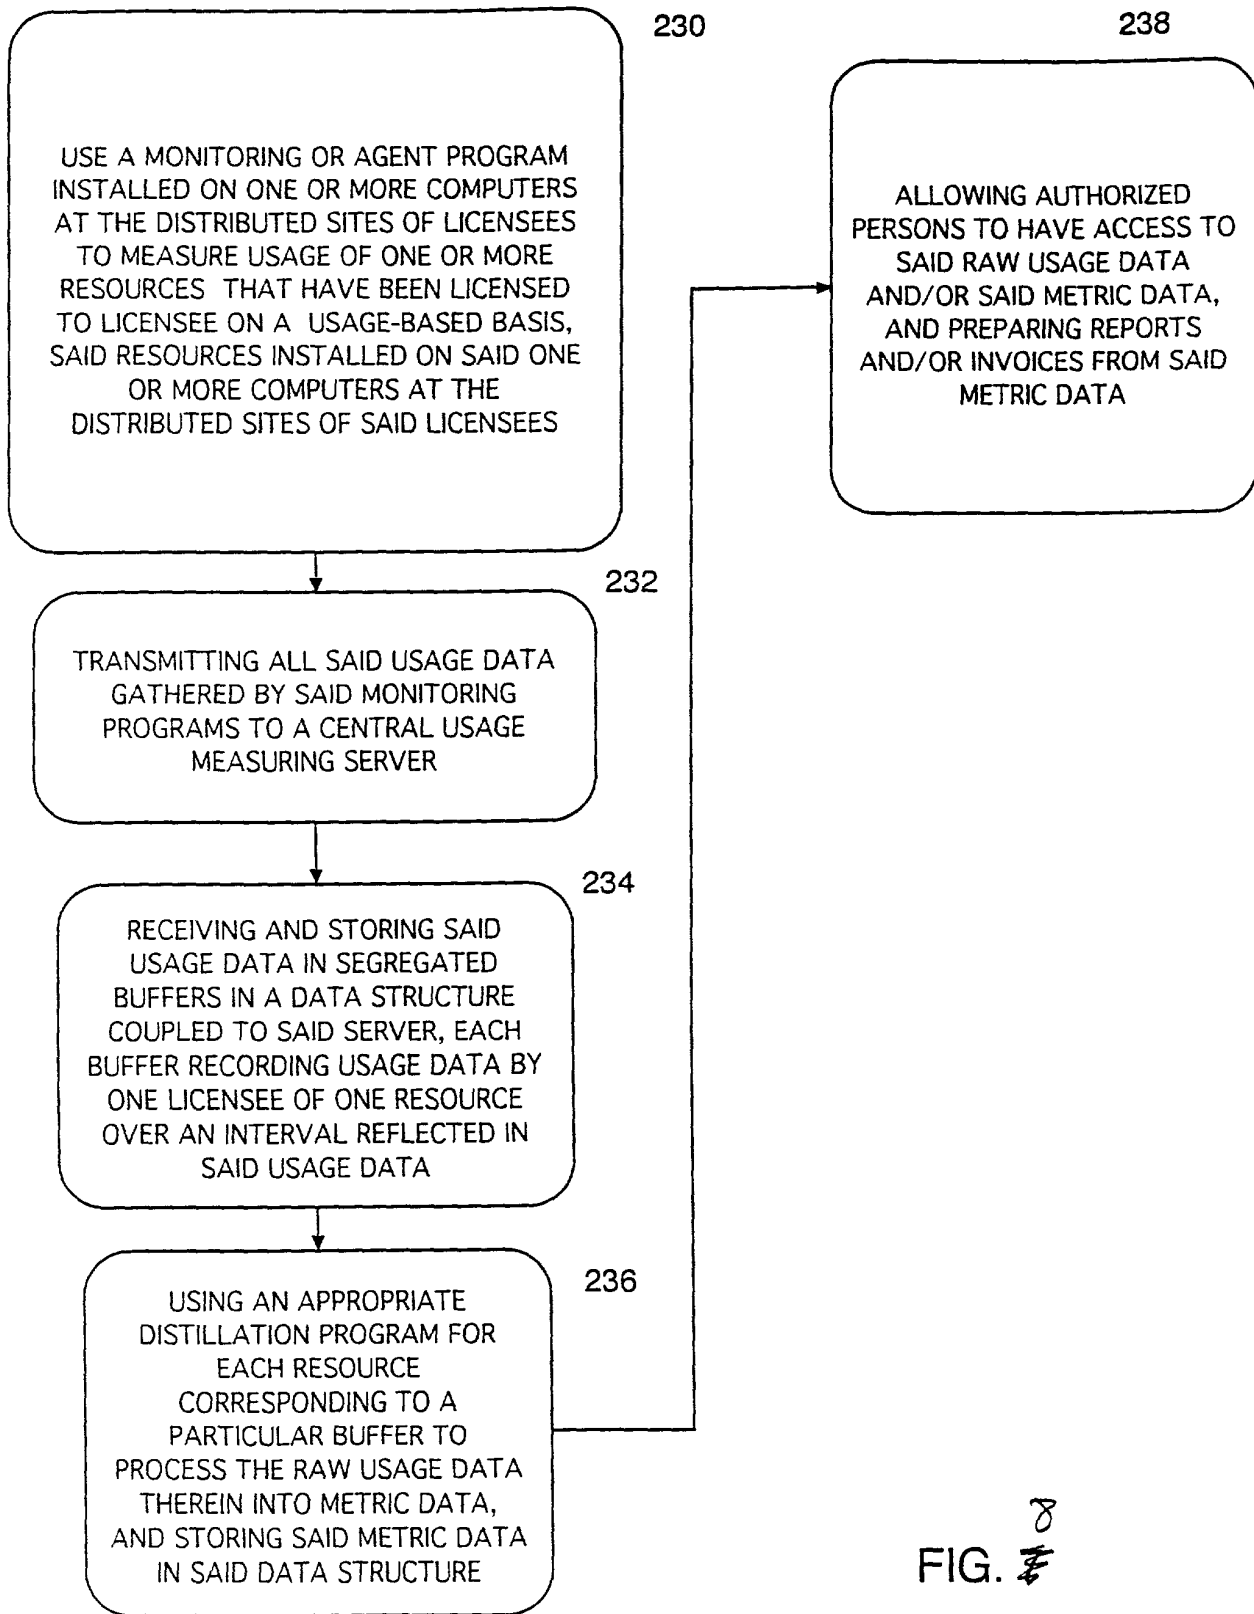 230
USE A MONITORING OR AGENT PROGRAM
INSTALLED ON ONE OR MORE COMPUTERS
AT THE DISTRIBUTED SITES OF LICENSEES
TO MEASURE USAGE OF ONE OR MORE
RESOURCES THAT HAVE BEEN LICENSED
TO LICENSEE ON A USAGE-BASED BASIS,
SAID RESOURCES INSTALLED ON SAID ONE
OR MORE COMPUTERS AT THE
DISTRIBUTED SITES OF SAID LICENSEES
232
TRANSMITTING ALL SAID USAGE DATA
GATHERED BY SAID MONITORING
PROGRAMS TO A CENTRAL USAGE
MEASURING SERVER
234
RECEIVING AND STORING SAID
USAGE DATA IN SEGREGATED
BUFFERS IN A DATA STRUCTURE
COUPLED TO SAID SERVER, EACH
BUFFER RECORDING USAGE DATA BY
ONE LICENSEE OF ONE RESOURCE
OVER AN INTERVAL REFLECTED IN
SAID USAGE DATA
236
USING AN APPROPRIATE
DISTILLATION PROGRAM FOR
EACH RESOURCE
CORRESPONDING TO A
PARTICULAR BUFFER TO
PROCESS THE RAW USAGE DATA
THEREIN INTO METRIC DATA,
AND STORING SAID METRIC DATA
IN SAID DATA STRUCTURE
238
ALLOWING AUTHORIZED
PERSONS TO HAVE ACCESS TO
SAID RAW USAGE DATA
AND/OR SAID METRIC DATA,
AND PREPARING REPORTS
AND/OR INVOICES FROM SAID
METRIC DATA
8
FIG.